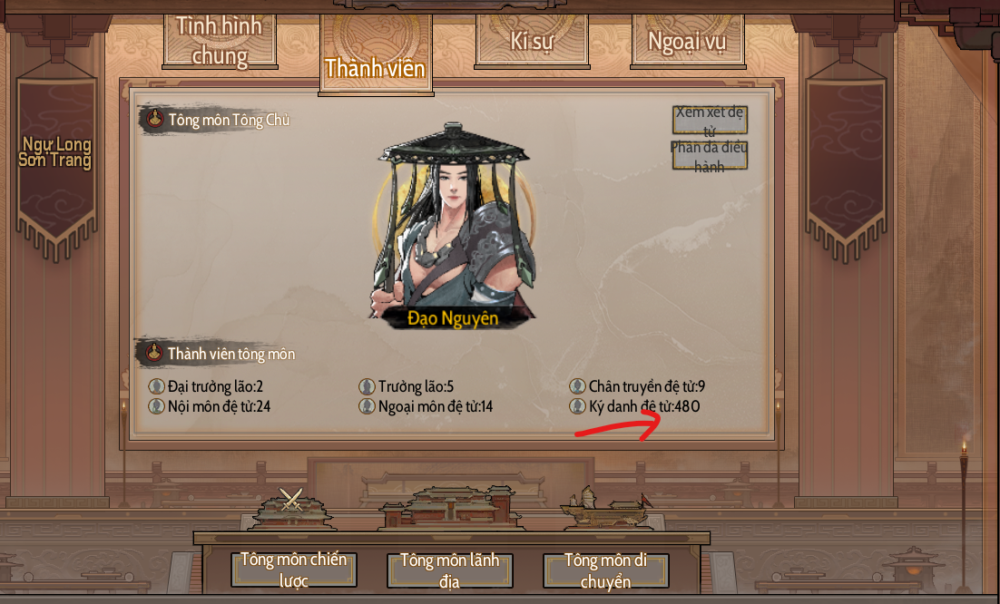 Tình hình
chung
Thành viên
Kí sự
Ngoại vụ
Tông môn Tông Chủ
Xem xét đệ
tử
Phần đà điều
hành
Ngự Long
Sơn Trang
Đạo Nguyên
Thành viên tông môn
Đại trưởng lão:2
Trưởng lão:5
Chân truyền đệ tử:9
Nội môn đệ tử:24
Ngoại môn đệ tử:14
Ký danh đệ tử:480
Tông môn chiến
lược
Tông môn lãnh
địa
Tông môn di
chuyển